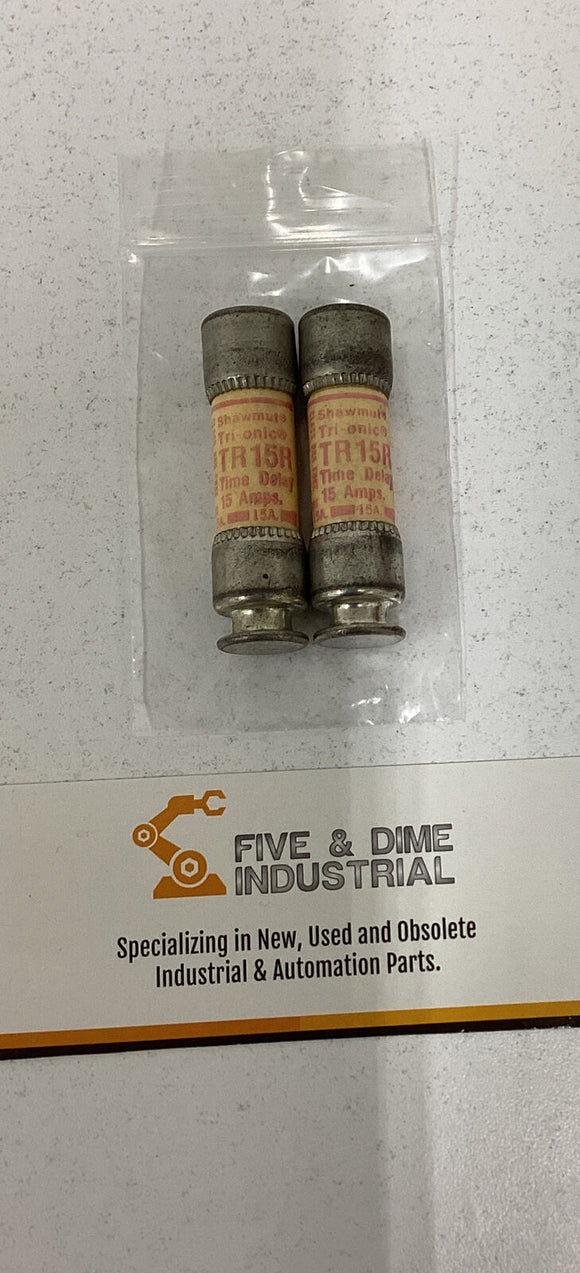 Shawmut®
Tri-onic®
TR15R
Time Delay
15 Amps.
15A.
Shawmut®
Tri-onic®
TR15R
Time Delay
15 Amps.
15A.
FIVE & DIME
INDUSTRIAL
Specializing in New, Used and Obsolete
Industrial & Automation Parts.